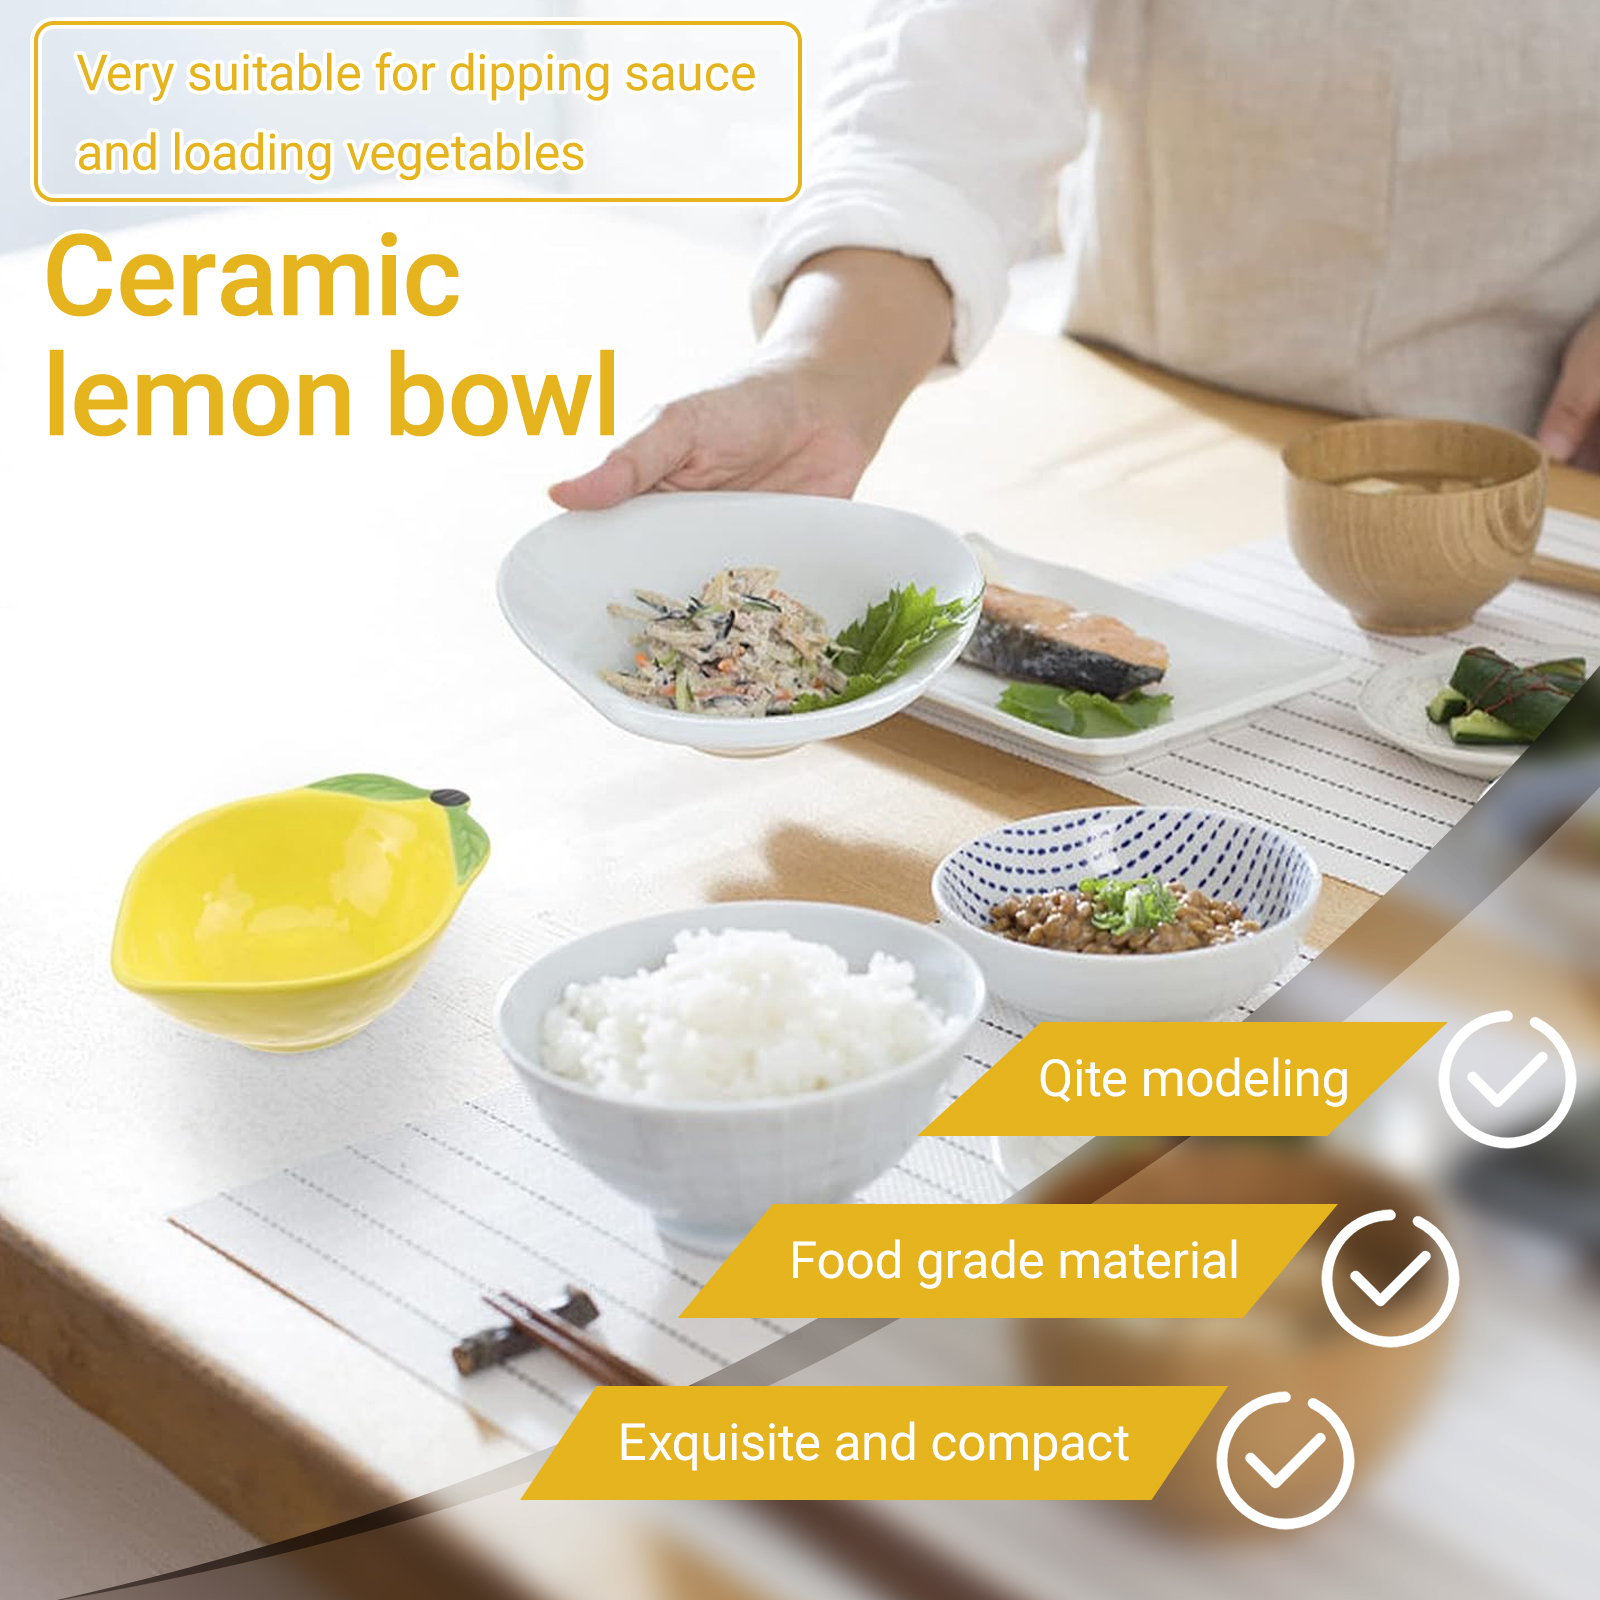 Very suitable for dipping sauce
and loading vegetables
Ceramic
lemon bowl
Qite modeling
Food grade material
Exquisite and compact